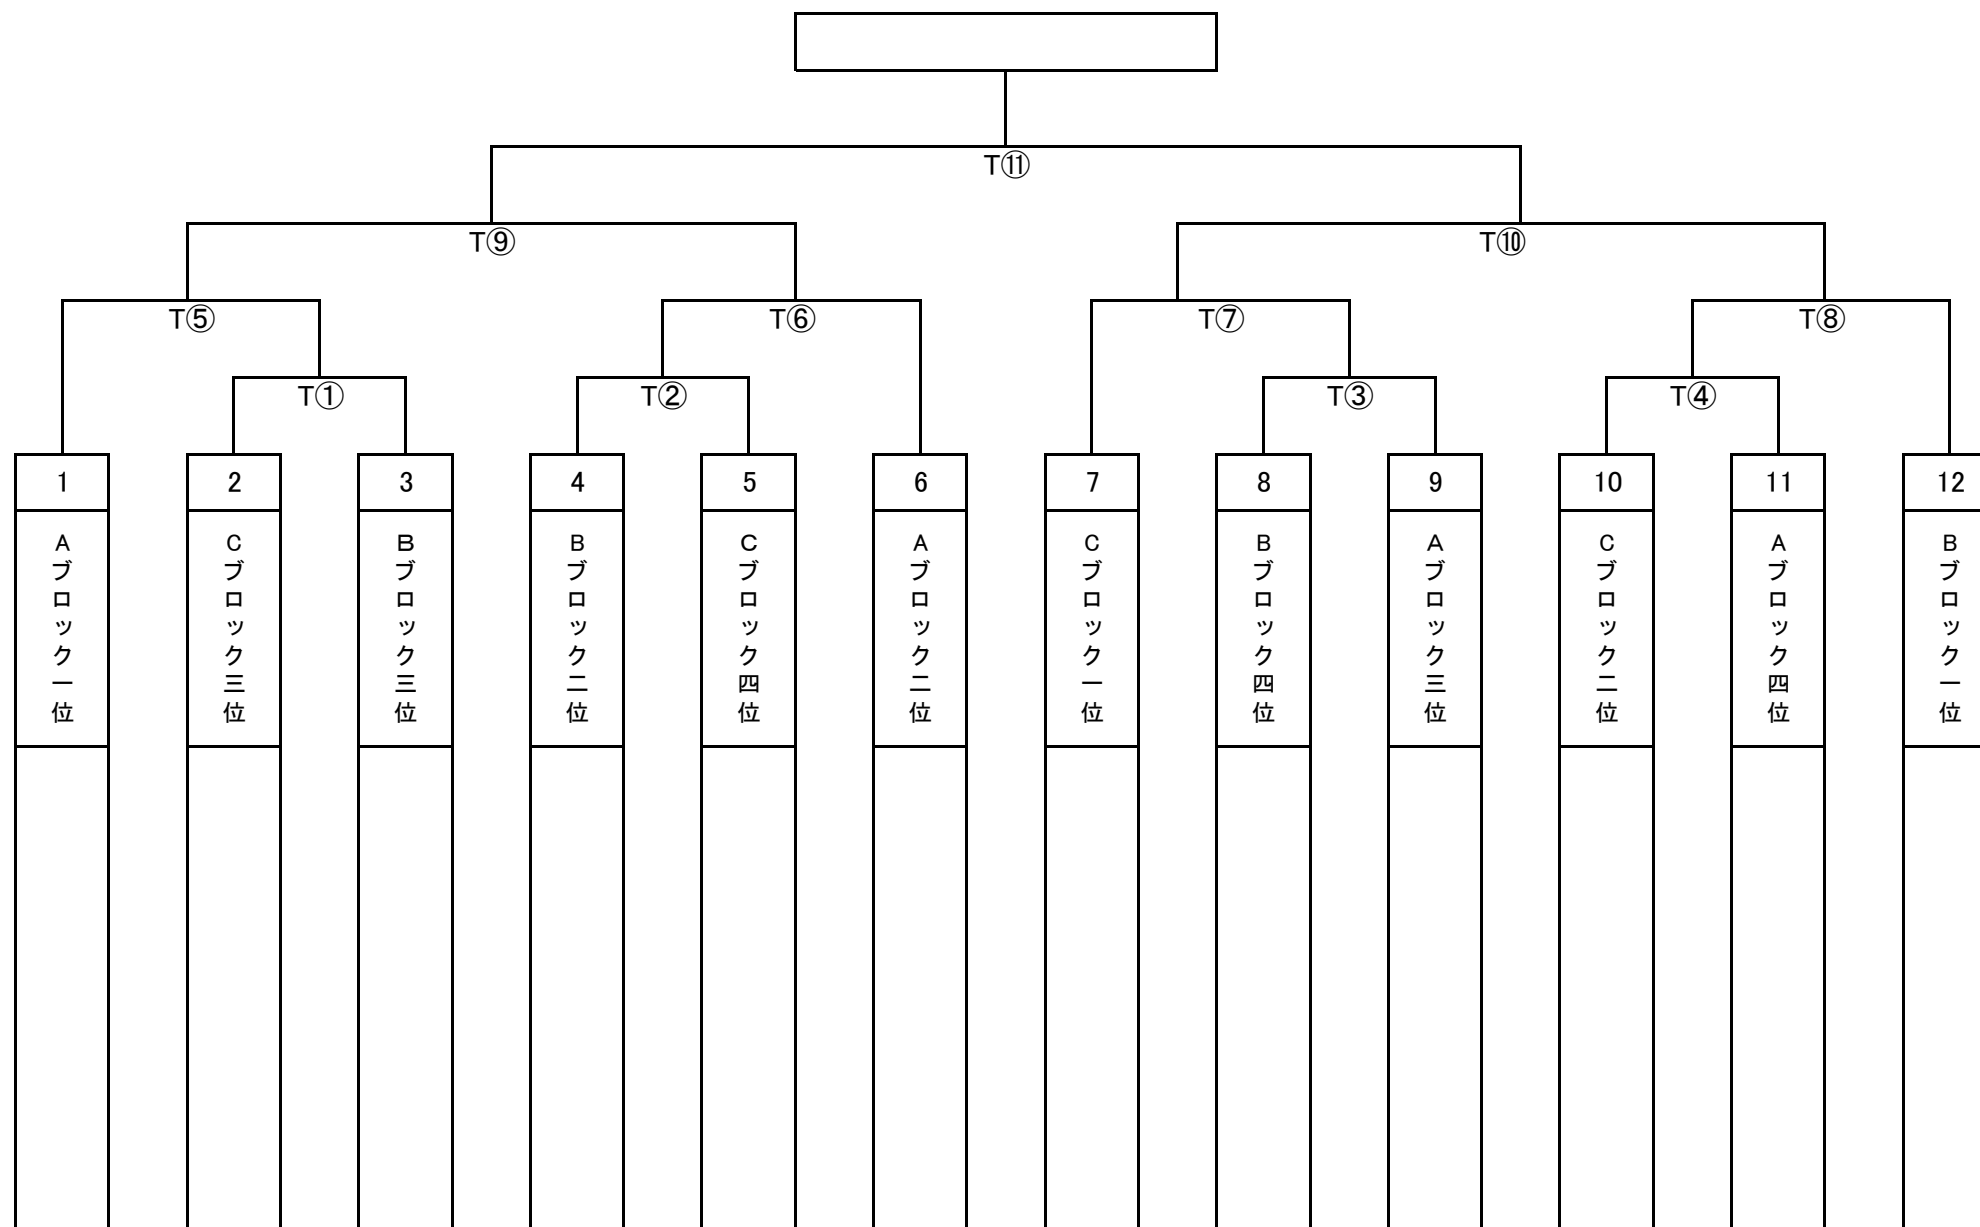 T⑪
T⑨
T⑩
T⑤
T⑥
T⑦
T⑧
T①
T②
T③
T④
1
2
3
4
5
6
7
8
9
10
11
12
Aブロック一位
Cブロック三位
Bブロック三位
Bブロック二位
Cブロック四位
Aブロック二位
Cブロック一位
Bブロック四位
Aブロック三位
Cブロック二位
Aブロック四位
Bブロック一位